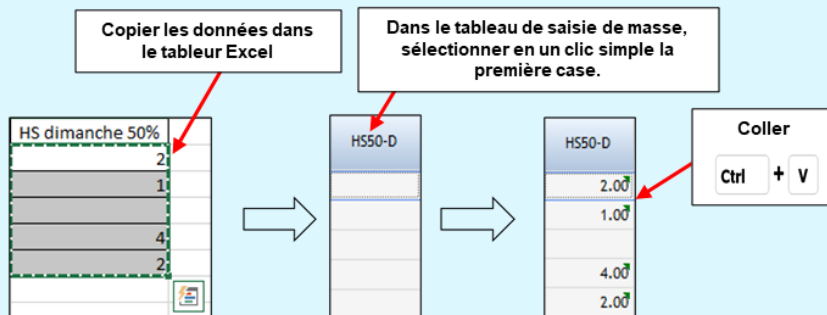 Copier les données dans
le tableur Excel
Dans le tableau de saisie de masse,
sélectionner en un clic simple la
première case.
HS dimanche 50%
2
1
4
2
HS50-D
HS50-D
2.00
1.00
4.00
2.00
Coller
Ctrl + V